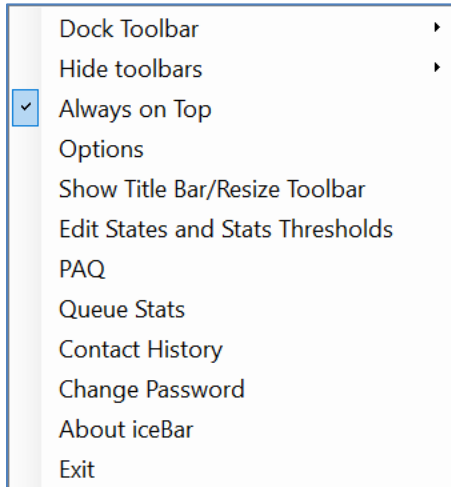 Dock Toolbar
Hide toolbars
Always on Top
Options
Show Title Bar/Resize Toolbar
Edit States and Stats Thresholds
PAQ
Queue Stats
Contact History
Change Password
About iceBar
Exit